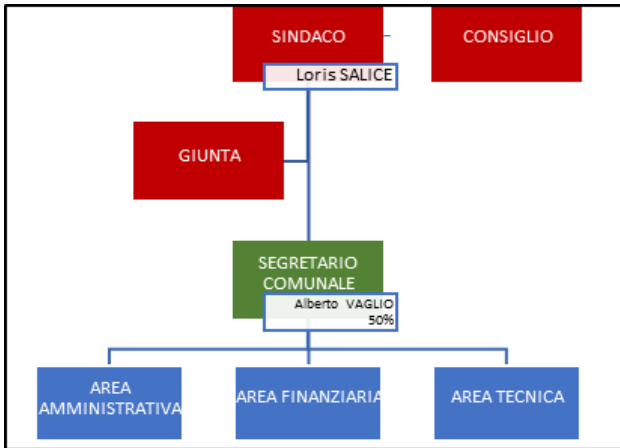 SINDACO
CONSIGLIO
Loris SALICE
GIUNTA
SEGRETARIO
COMUNALE
Alberto VAGLIO
50%
AREA
AMMINISTRATIVA
AREA FINANZIARIA
AREA TECNICA